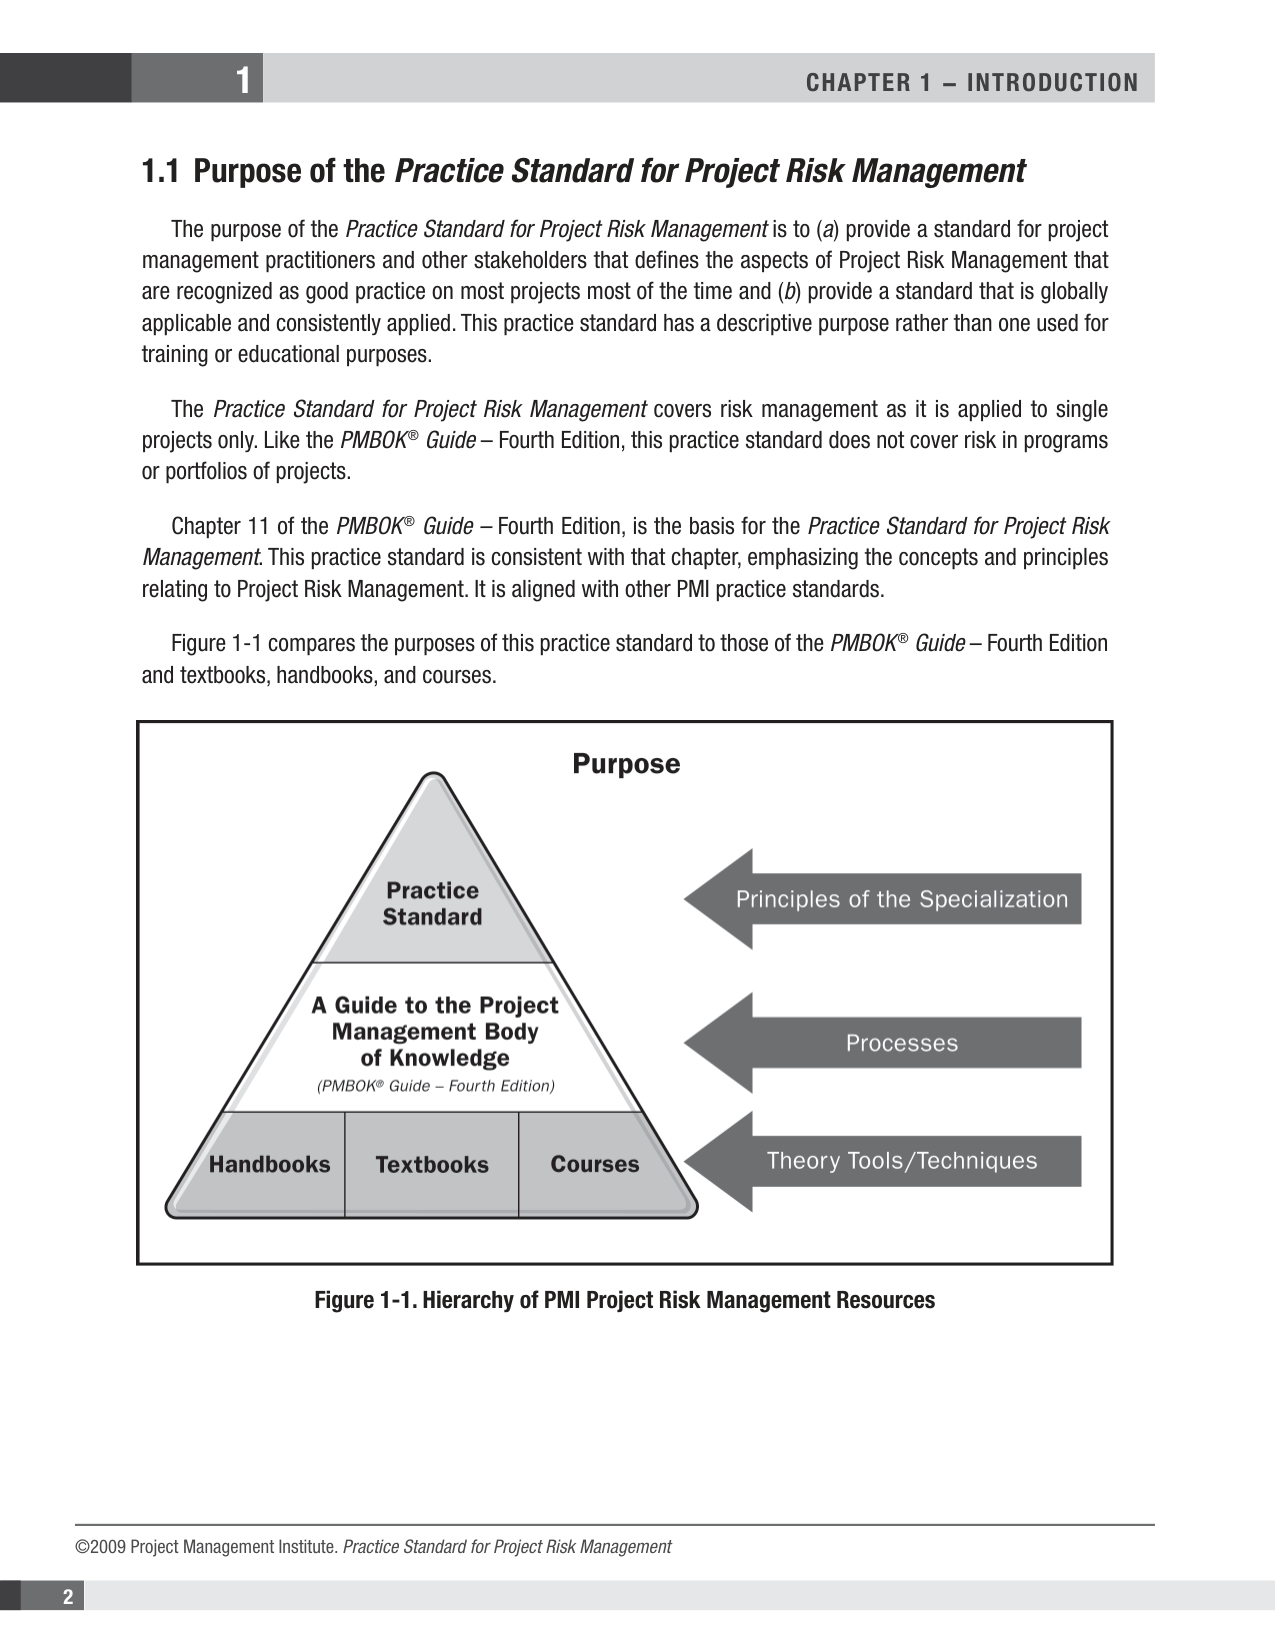 1
CHAPTER 1 – INTRODUCTION
1.1 Purpose of the Practice Standard for Project Risk Management
The purpose of the Practice Standard for Project Risk Management is to (a) provide a standard for project
management practitioners and other stakeholders that defines the aspects of Project Risk Management that
are recognized as good practice on most projects most of the time and (b) provide a standard that is globally
applicable and consistently applied. This practice standard has a descriptive purpose rather than one used for
training or educational purposes.
The Practice Standard for Project Risk Management covers risk management as it is applied to single
projects only. Like the PMBOK® Guide – Fourth Edition, this practice standard does not cover risk in programs
or portfolios of projects.
Chapter 11 of the PMBOK® Guide – Fourth Edition, is the basis for the Practice Standard for Project Risk
Management. This practice standard is consistent with that chapter, emphasizing the concepts and principles
relating to Project Risk Management. It is aligned with other PMI practice standards.
Figure 1-1 compares the purposes of this practice standard to those of the PMBOK® Guide – Fourth Edition
and textbooks, handbooks, and courses.
Purpose
Practice
Standard
Principles of the Specialization
A Guide to the Project
Management Body
of Knowledge
(PMBOK® Guide – Fourth Edition)
Processes
Handbooks
Textbooks
Courses
Theory Tools/Techniques
Figure 1-1. Hierarchy of PMI Project Risk Management Resources
©2009 Project Management Institute. Practice Standard for Project Risk Management
2